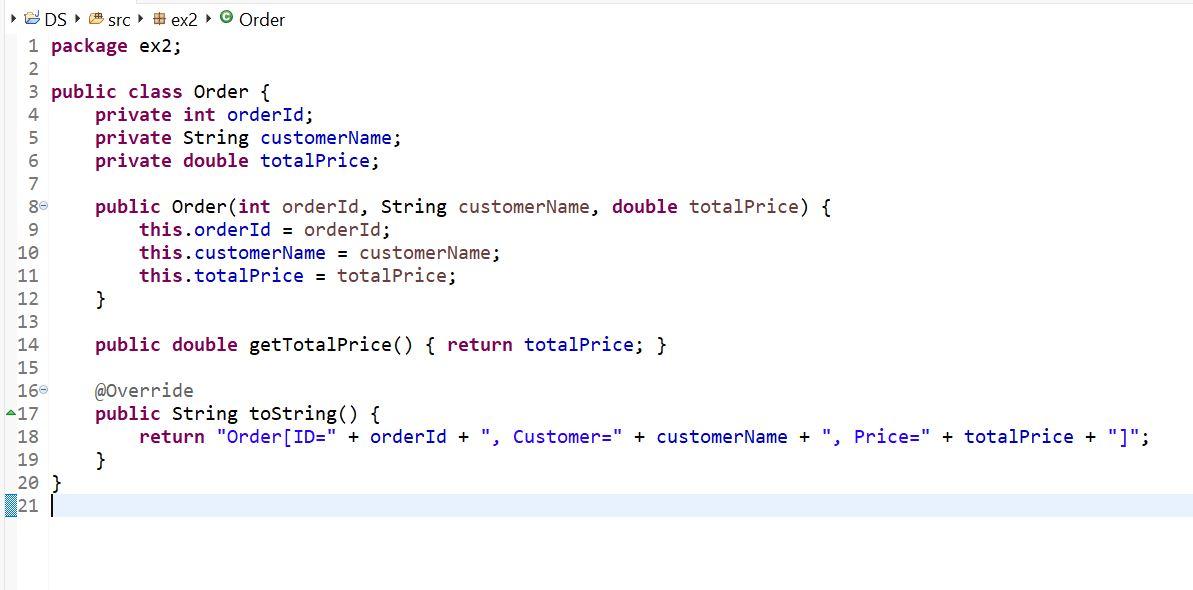 DS src ex2 Order
1 package ex2;
2
3 public class Order {
4     private int orderId;
5     private String customerName;
6     private double totalPrice;
7
8     public Order(int orderId, String customerName, double totalPrice) {
9         this.orderId = orderId;
10         this.customerName = customerName;
11         this.totalPrice = totalPrice;
12     }
13
14     public double getTotalPrice() { return totalPrice; }
15
16     @Override
17     public String toString() {
18         return "Order[ID=" + orderId + ", Customer=" + customerName + ", Price=" + totalPrice + "]";
19     }
20 }
21